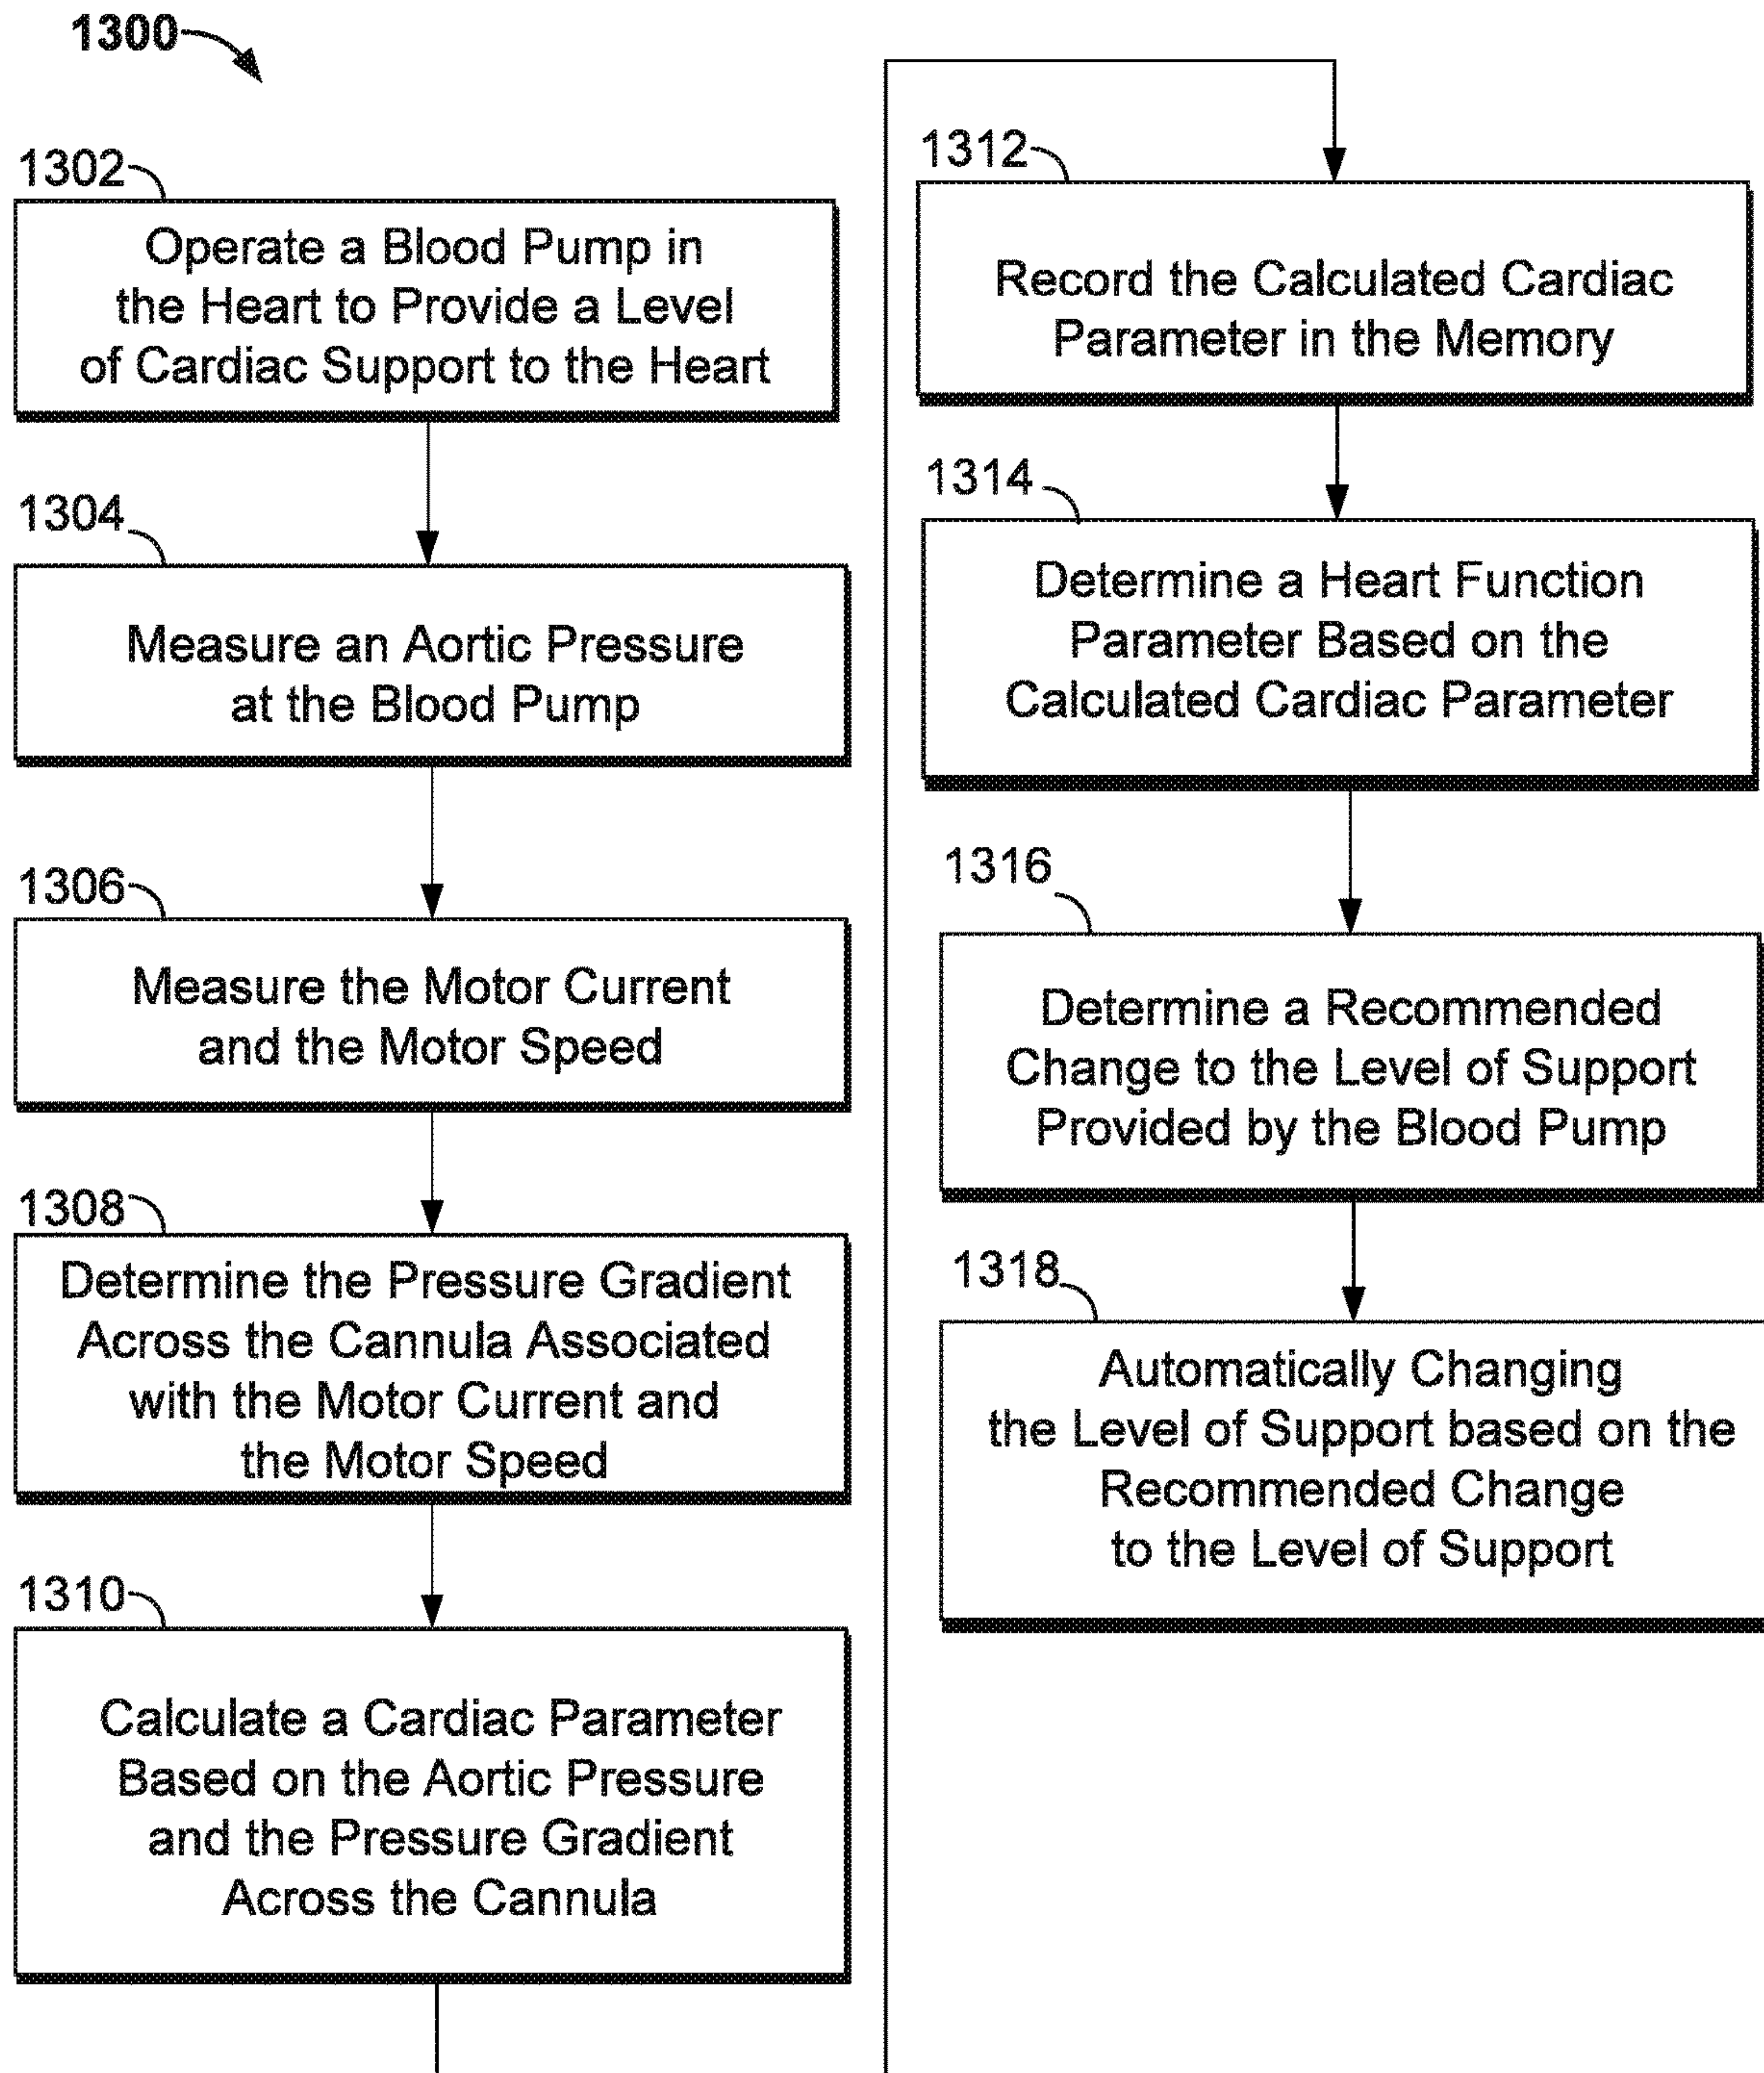 1300
1302
Operate a Blood Pump in
the Heart to Provide a Level
of Cardiac Support to the Heart
1304
Measure an Aortic Pressure
at the Blood Pump
1306
Measure the Motor Current
and the Motor Speed
1308
Determine the Pressure Gradient
Across the Cannula Associated
with the Motor Current and
the Motor Speed
1310
Calculate a Cardiac Parameter
Based on the Aortic Pressure
and the Pressure Gradient
Across the Cannula
1312
Record the Calculated Cardiac
Parameter in the Memory
1314
Determine a Heart Function
Parameter Based on the
Calculated Cardiac Parameter
1316
Determine a Recommended
Change to the Level of Support
Provided by the Blood Pump
1318
Automatically Changing
the Level of Support based on the
Recommended Change
to the Level of Support